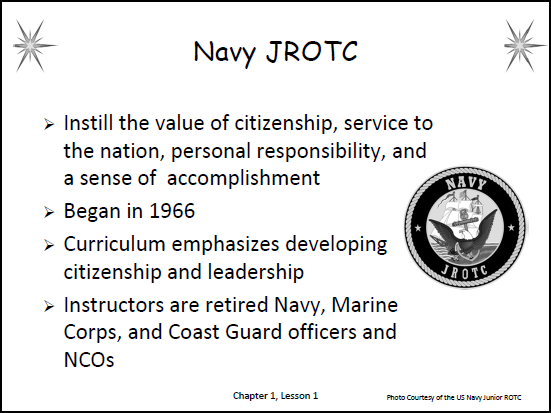 Navy JROTC
➢ Instill the value of citizenship, service to
the nation, personal responsibility, and
a sense of accomplishment
➢ Began in 1966
➢ Curriculum emphasizes developing
citizenship and leadership
➢ Instructors are retired Navy, Marine
Corps, and Coast Guard officers and
NCOs
NAVY
JROTC
Chapter 1, Lesson 1
Photo Courtesy of the US Navy Junior ROTC